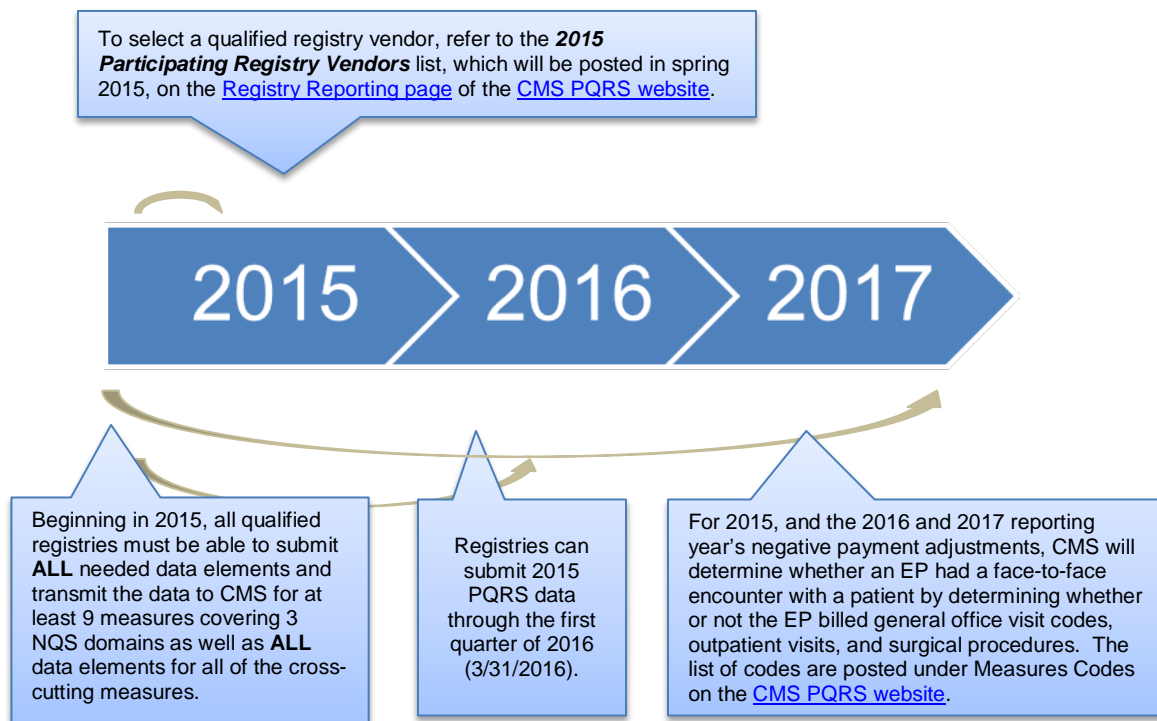 To select a qualified registry vendor, refer to the 2015
Participating Registry Vendors list, which will be posted in spring
2015, on the Registry Reporting page of the CMS PQRS website.
2015
2016
2017
Beginning in 2015, all qualified
registries must be able to submit
ALL needed data elements and
transmit the data to CMS for at
least 9 measures covering 3
NQS domains as well as ALL
data elements for all of the cross-
cutting measures.
Registries can
submit 2015
PQRS data
through the first
quarter of 2016
(3/31/2016).
For 2015, and the 2016 and 2017 reporting
year's negative payment adjustments, CMS will
determine whether an EP had a face-to-face
encounter with a patient by determining whether
or not the EP billed general office visit codes,
outpatient visits, and surgical procedures.  The
list of codes are posted under Measures Codes
on the CMS PQRS website.